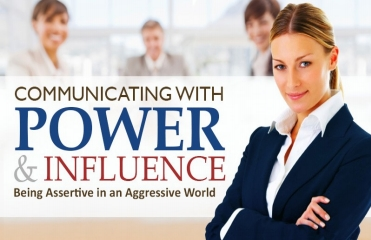 COMMUNICATING WITH
POWER
& INFLUENCE
Being Assertive in an Aggressive World